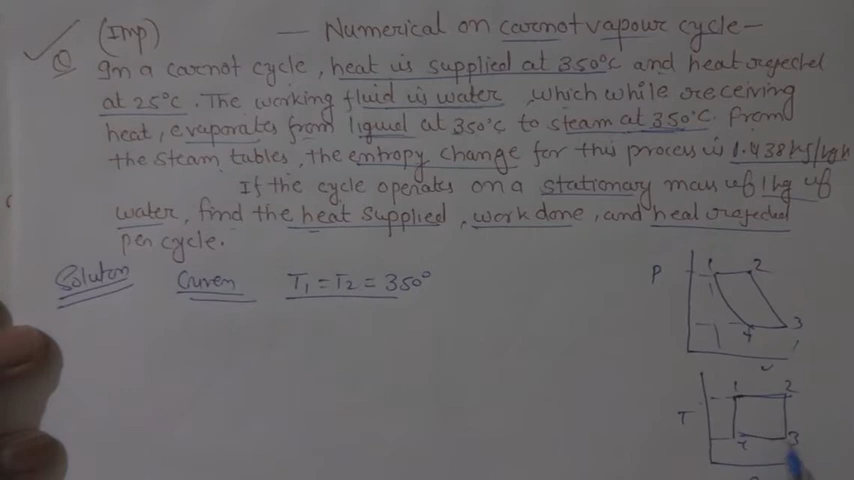 (Imp) — Numerical on carnot vapour cycle —
Q In a carnot cycle, heat is supplied at 350°c and heat rejected
at 25°c. The working fluid is water, which while receiving
heat, evaporates from liquid at 350°c to steam at 350°c. From
the steam tables, the entropy change for this process is 1.438 kJ/kgk
If the cycle operates on a stationary mass of 1 kg of
water, find the heat supplied, work done, and heat rejected
per cycle.
Solution Given T1 = T2 = 350°
P 1 2
4 3
v
T 1 2
4 3